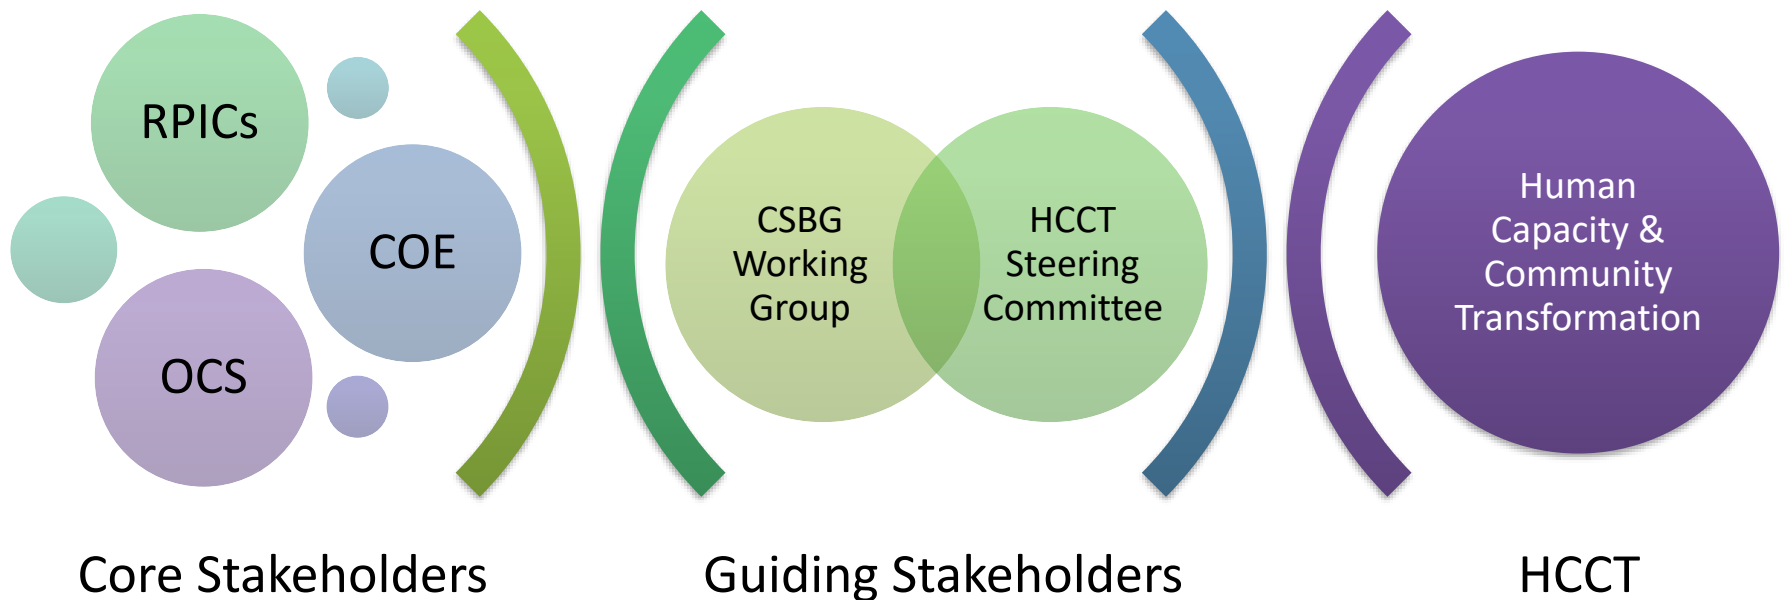 RPICs
COE
OCS
Core Stakeholders
CSBG
Working
Group
HCCT
Steering
Committee
Guiding Stakeholders
Human
Capacity &
Community
Transformation
HCCT